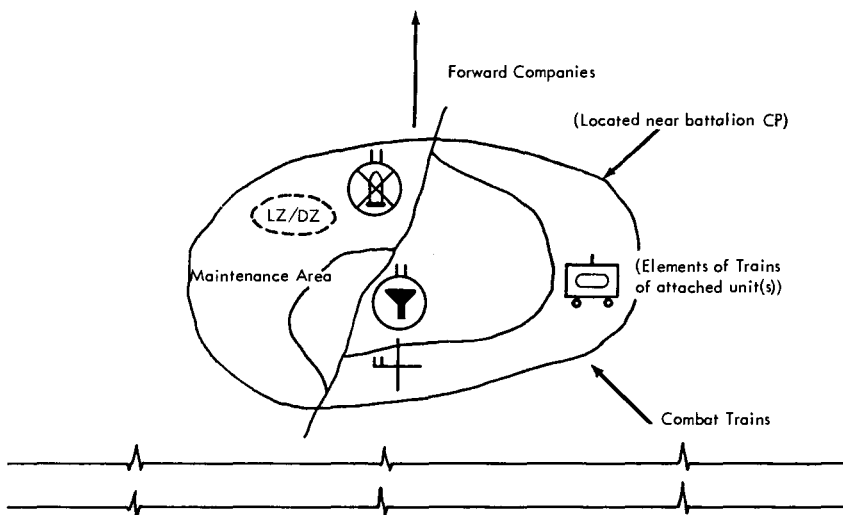 Forward Companies
(Located near battalion CP)
LZ/DZ
Maintenance Area
(Elements of Trains
of attached unit(s))
Combat Trains